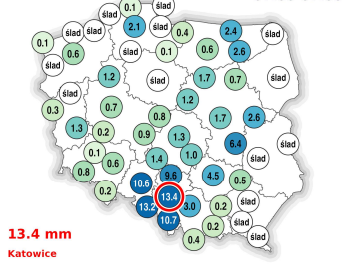 ślad 0.1 ślad
ślad ślad 2.1 ślad 0.4 2.4 ślad
0.1 0.6 ślad 0.1 0.6 2.6
ślad 1.2 ślad 1.7 0.7 ślad
ślad 1.2
0.3 0.7 0.8 1.7 2.6
1.3 0.2 0.9 1.3 6.4 ślad
0.1 0.6 1.4 1.0 ślad
0.8 9.6 4.5 0.5
0.2 10.6 13.4
13.2 3.0 0.2 ślad
10.7 0.2 ślad
0.4 ślad
13.4 mm
Katowice